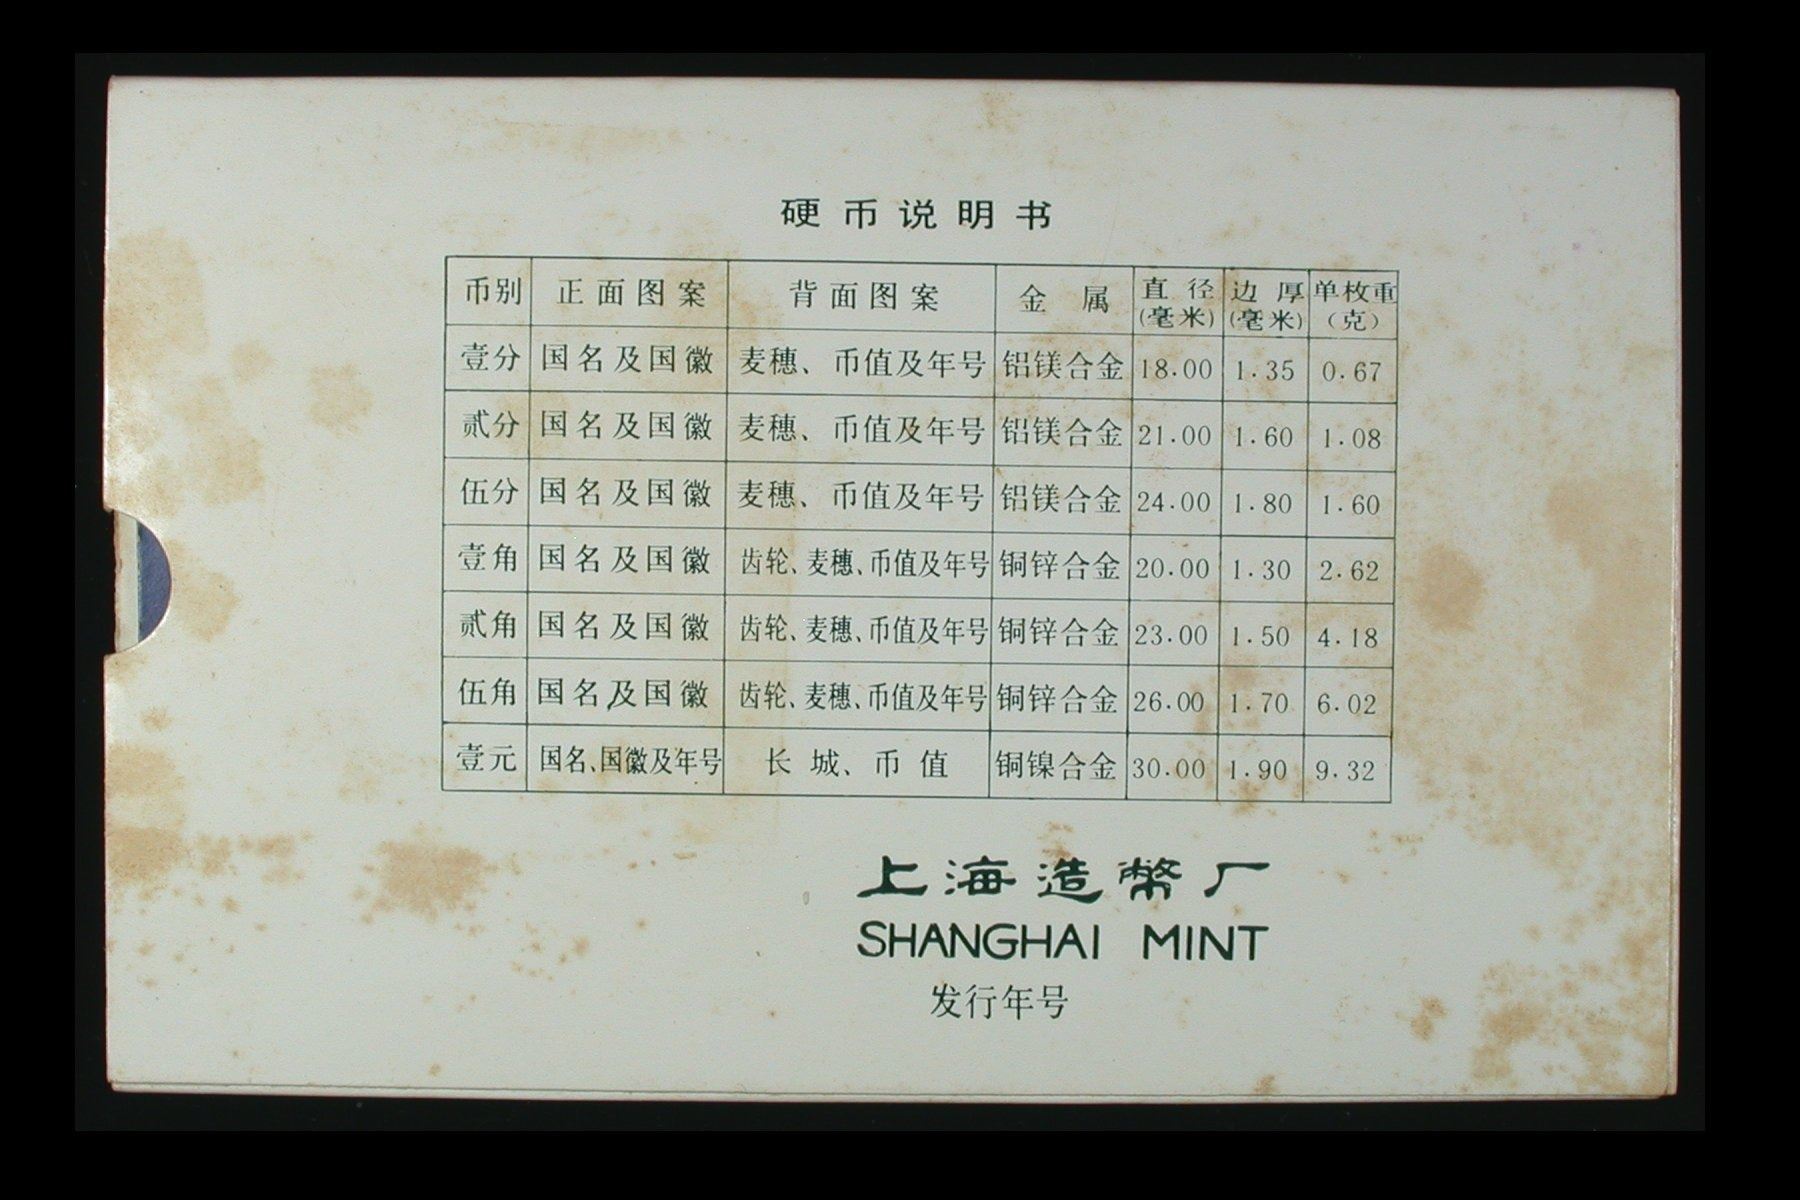 硬币说明书
币别 正面图案 背面图案 金属 直径(毫米) 边厚(毫米) 单枚重(克)
壹分 国名及国徽 麦穗、币值及年号 铝镁合金 18.00 1.35 0.67
贰分 国名及国徽 麦穗、币值及年号 铝镁合金 21.00 1.60 1.08
伍分 国名及国徽 麦穗、币值及年号 铝镁合金 24.00 1.80 1.60
壹角 国名及国徽 齿轮、麦穗、币值及年号 铜锌合金 20.00 1.30 2.62
贰角 国名及国徽 齿轮、麦穗、币值及年号 铜锌合金 23.00 1.50 4.18
伍角 国名及国徽 齿轮、麦穗、币值及年号 铜锌合金 26.00 1.70 6.02
壹元 国名、国徽及年号 长城、币值 铜镍合金 30.00 1.90 9.32
上海造幣厂
SHANGHAI MINT
发行年号